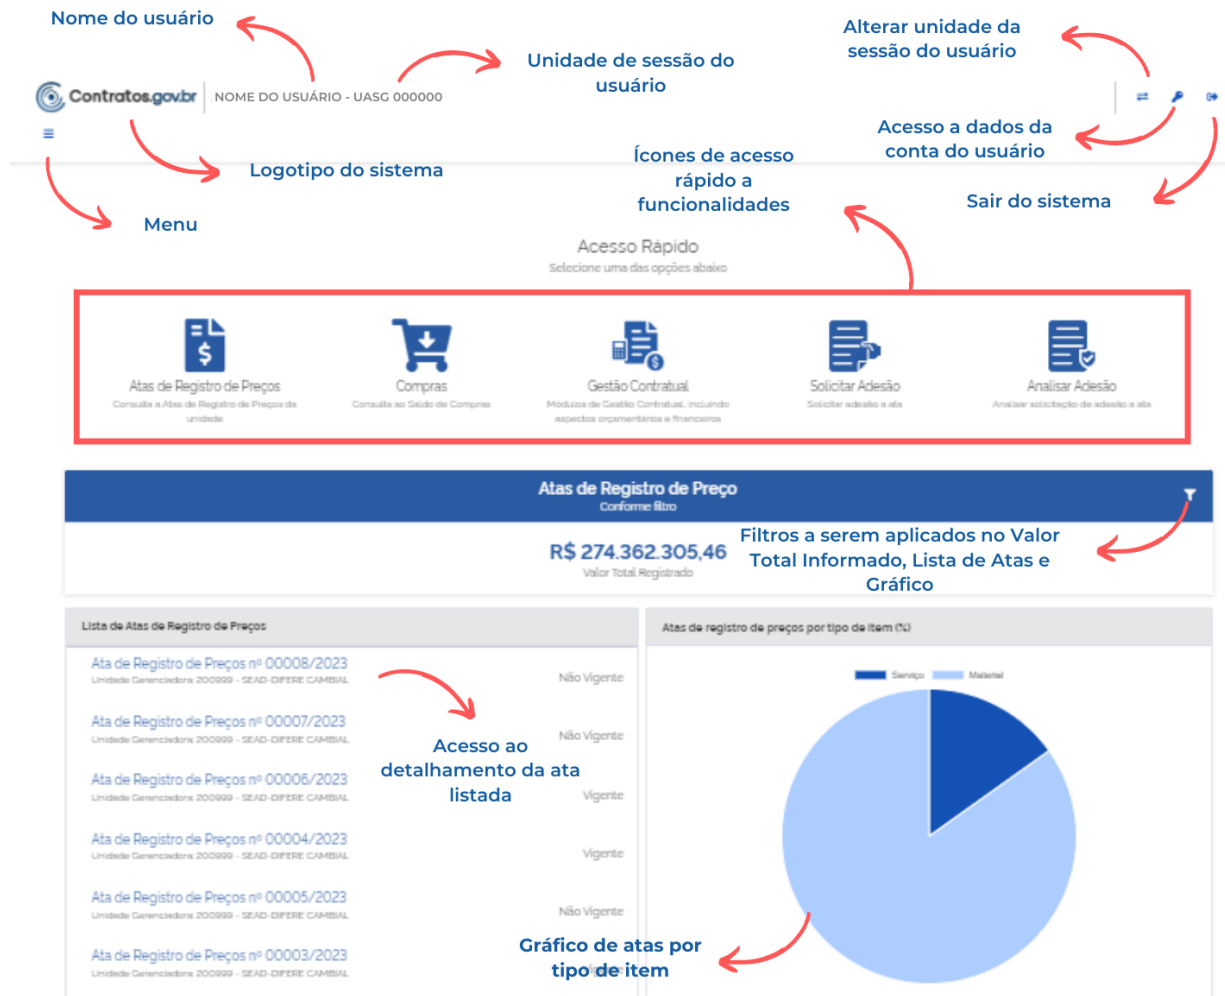 Nome do usuário
Alterar unidade da
sessão do usuário
Unidade de sessão do
usuário
Contratos.gov.br
NOME DO USUÁRIO - UASG 000000
Acesso a dados da
conta do usuário
Ícones de acesso
rápido a
funcionalidades
Logotipo do sistema
Sair do sistema
Menu
Acesso Rápido
Selecione uma das opções abaixo
Atas de Registro de Preços
Consulta a Atas de Registro de Preços da
unidade
Compras
Consulta ao Saldo de Compras
Gestão Contratual
Módulos de Gestão Contratual, incluindo
aspectos orçamentários e financeiros
Solicitar Adesão
Solicitar adesão a ata
Analisar Adesão
Analisar solicitação de adesão a ata
Atas de Registro de Preço
Conforme filtro
R$ 274.362.305,46
Valor Total Registrado
Filtros a serem aplicados no Valor
Total Informado, Lista de Atas e
Gráfico
Lista de Atas de Registro de Preços
Ata de Registro de Preços nº 00008/2023
Unidade Gerenciadora: 200999 - SEAD-DIFERE CAMBIAL
Não Vigente
Ata de Registro de Preços nº 00007/2023
Unidade Gerenciadora: 200999 - SEAD-DIFERE CAMBIAL
Não Vigente
Acesso ao
detalhamento da ata
listada
Ata de Registro de Preços nº 00006/2023
Unidade Gerenciadora: 200999 - SEAD-DIFERE CAMBIAL
Vigente
Ata de Registro de Preços nº 00004/2023
Unidade Gerenciadora: 200999 - SEAD-DIFERE CAMBIAL
Vigente
Ata de Registro de Preços nº 00005/2023
Unidade Gerenciadora: 200999 - SEAD-DIFERE CAMBIAL
Não Vigente
Ata de Registro de Preços nº 00003/2023
Unidade Gerenciadora: 200999 - SEAD-DIFERE CAMBIAL
Vigente
Atas de registro de preços por tipo de item (%)
Serviço
Material
Gráfico de atas por
tipo de item